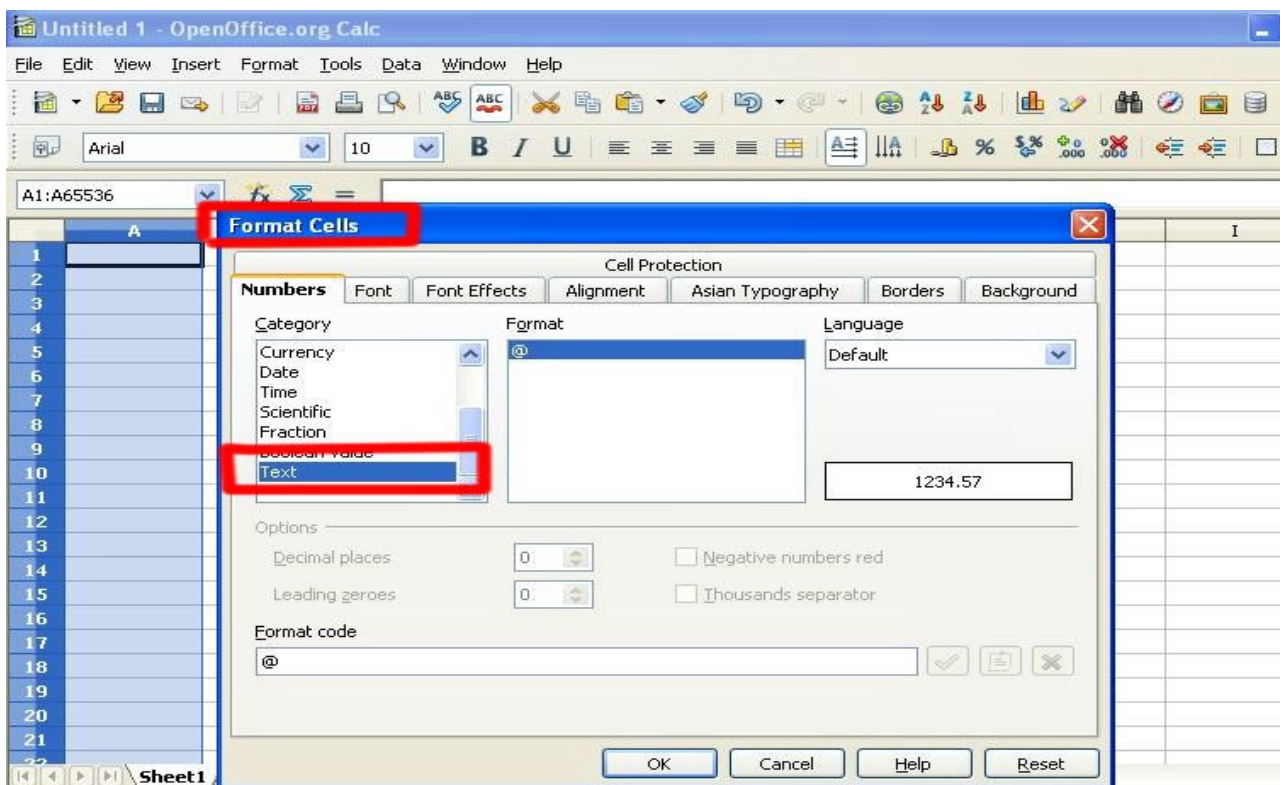 Untitled 1 - OpenOffice.org Calc
File Edit View Insert Format Tools Data Window Help
Arial 10
A1:A65536
A I
Format Cells
Cell Protection
Numbers Font Font Effects Alignment Asian Typography Borders Background
Category Format Language
Currency @ Default
Date
Time
Scientific
Fraction
Boolean Value
Text
1234.57
Options
Decimal places 0 Negative numbers red
Leading zeroes 0 Thousands separator
Format code
@
OK Cancel Help Reset
1
2
3
4
5
6
7
8
9
10
11
12
13
14
15
16
17
18
19
20
21
22
Sheet1